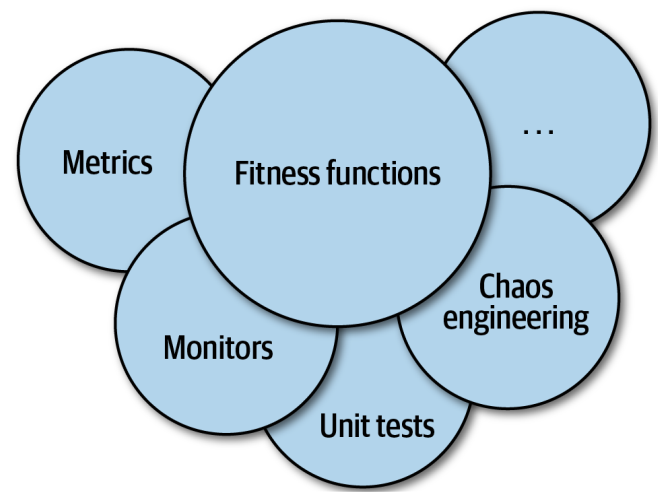 ...
Metrics
Fitness functions
Chaos
engineering
Monitors
Unit tests